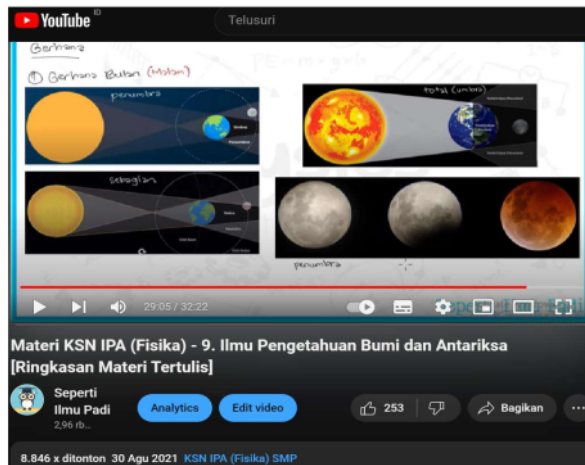 YouTube ID
Telusuri
Gerhana
① Gerhana Bulan (Malam)
penumbra
total (umbra)
sebagian
penumbra
29:05 / 32:22
Materi KSN IPA (Fisika) - 9. Ilmu Pengetahuan Bumi dan Antariksa
[Ringkasan Materi Tertulis]
Seperti
Ilmu Padi
2,96 rb...
Analytics
Edit video
253
Bagikan
8.846 x ditonton 30 Agu 2021 KSN IPA (Fisika) SMP